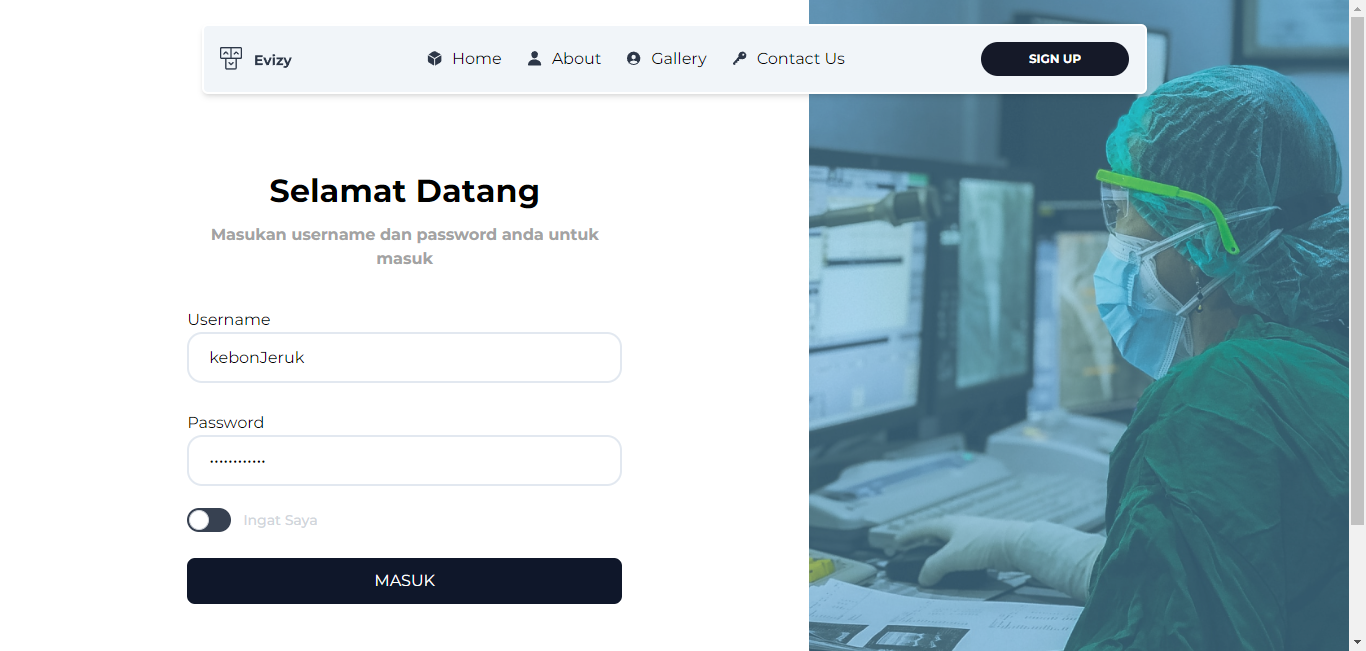 Evizy
Home
About
Gallery
Contact Us
SIGN UP
Selamat Datang
Masukan username dan password anda untuk
masuk
Username
kebonJeruk
Password
............
Ingat Saya
MASUK